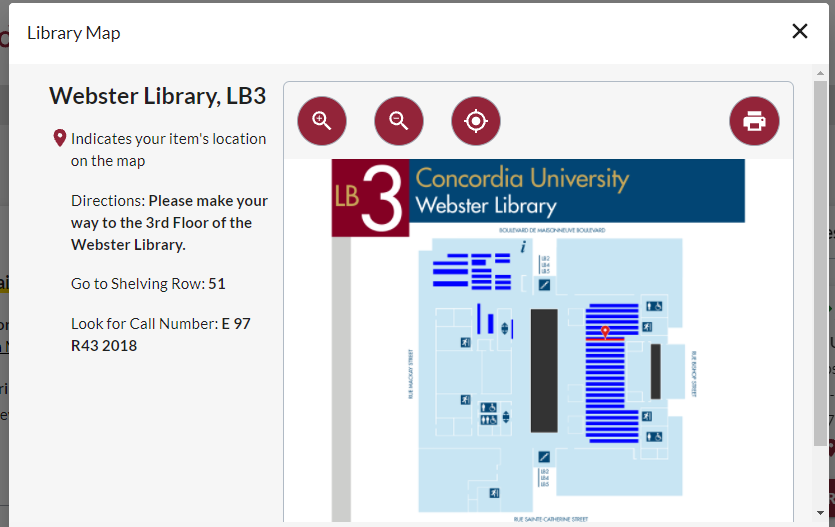 Library Map
Webster Library, LB3
Indicates your item's location
on the map
Directions: Please make your
way to the 3rd Floor of the
Webster Library.
Go to Shelving Row: 51
Look for Call Number: E 97
R43 2018
LB 3
Concordia University
Webster Library
BOULEVARD DE MAISONNEUVE BOULEVARD
i
LB2
LB4
LB5
RUE MACKAY STREET
RUE BISHOP STREET
LB2
LB4
LB5
RUE SAINTE-CATHERINE STREET